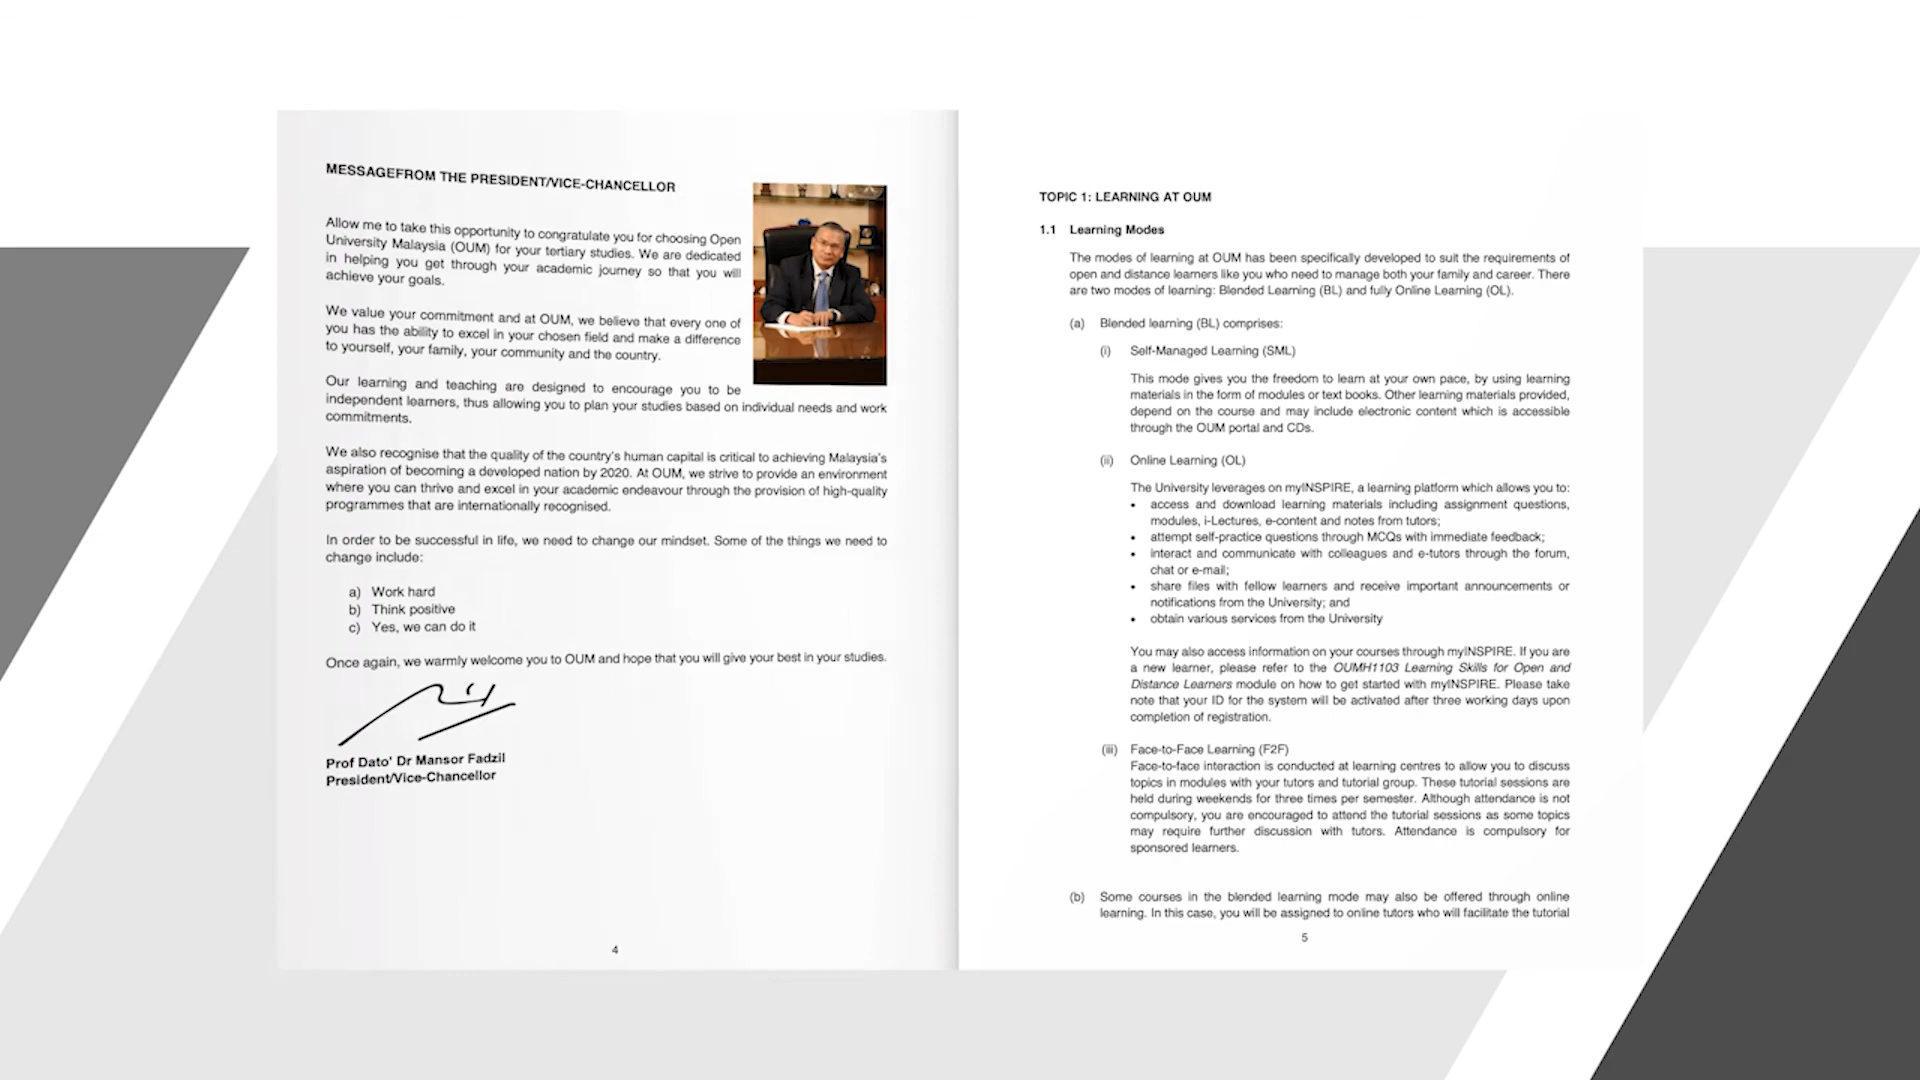 MESSAGEFROM THE PRESIDENT/VICE-CHANCELLOR
Allow me to take this opportunity to congratulate you for choosing Open
University Malaysia (OUM) for your tertiary studies. We are dedicated
in helping you get through your academic journey so that you will
achieve your goals.
We value your commitment and at OUM, we believe that every one of
you has the ability to excel in your chosen field and make a difference
to yourself, your family, your community and the country.
Our learning and teaching are designed to encourage you to be
independent learners, thus allowing you to plan your studies based on individual needs and work
commitments.
We also recognise that the quality of the country's human capital is critical to achieving Malaysia's
aspiration of becoming a developed nation by 2020. At OUM, we strive to provide an environment
where you can thrive and excel in your academic endeavour through the provision of high-quality
programmes that are internationally recognised.
In order to be successful in life, we need to change our mindset. Some of the things we need to
change include:
a) Work hard
b) Think positive
c) Yes, we can do it
Once again, we warmly welcome you to OUM and hope that you will give your best in your studies.
Prof Dato' Dr Mansor Fadzil
President/Vice-Chancellor
4
TOPIC 1: LEARNING AT OUM
1.1 Learning Modes
The modes of learning at OUM has been specifically developed to suit the requirements of
open and distance learners like you who need to manage both your family and career. There
are two modes of learning: Blended Learning (BL) and fully Online Learning (OL).
(a) Blended learning (BL) comprises:
(i) Self-Managed Learning (SML)
This mode gives you the freedom to learn at your own pace, by using learning
materials in the form of modules or text books. Other learning materials provided,
depend on the course and may include electronic content which is accessible
through the OUM portal and CDs.
(ii) Online Learning (OL)
The University leverages on myINSPIRE, a learning platform which allows you to:
• access and download learning materials including assignment questions,
modules, i-Lectures, e-content and notes from tutors;
• attempt self-practice questions through MCQs with immediate feedback;
• interact and communicate with colleagues and e-tutors through the forum,
chat or e-mail;
• share files with fellow learners and receive important announcements or
notifications from the University; and
• obtain various services from the University
You may also access information on your courses through myINSPIRE. If you are
a new learner, please refer to the OUMH1103 Learning Skills for Open and
Distance Learners module on how to get started with myINSPIRE. Please take
note that your ID for the system will be activated after three working days upon
completion of registration.
(iii) Face-to-Face Learning (F2F)
Face-to-face interaction is conducted at learning centres to allow you to discuss
topics in modules with your tutors and tutorial group. These tutorial sessions are
held during weekends for three times per semester. Although attendance is not
compulsory, you are encouraged to attend the tutorial sessions as some topics
may require further discussion with tutors. Attendance is compulsory for
sponsored learners.
(b) Some courses in the blended learning mode may also be offered through online
learning. In this case, you will be assigned to online tutors who will facilitate the tutorial
5